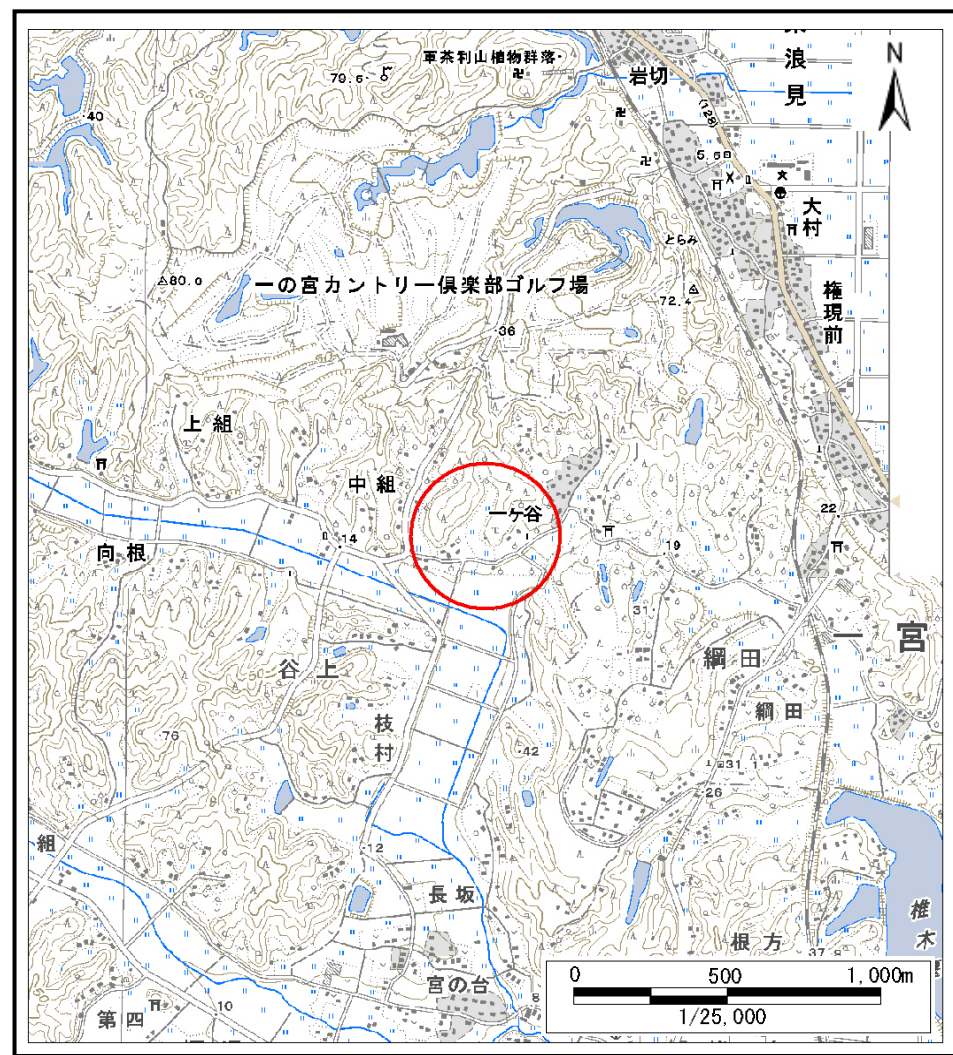 東浪見
軍荼利山植物群落
岩切
N
79.6
40
(128)
5.6
大村
とらみ
80.0
一の宮カントリー倶楽部ゴルフ場
72.4
権現前
36
上組
中組
一ケ谷
22
14
向根
19
31
一宮
谷上
綱田
枝村
綱田
76
42
31.1
26
組
12
長坂
椎木
根方
37.8
宮の台
8
10
第四
0 500 1,000m
1/25,000